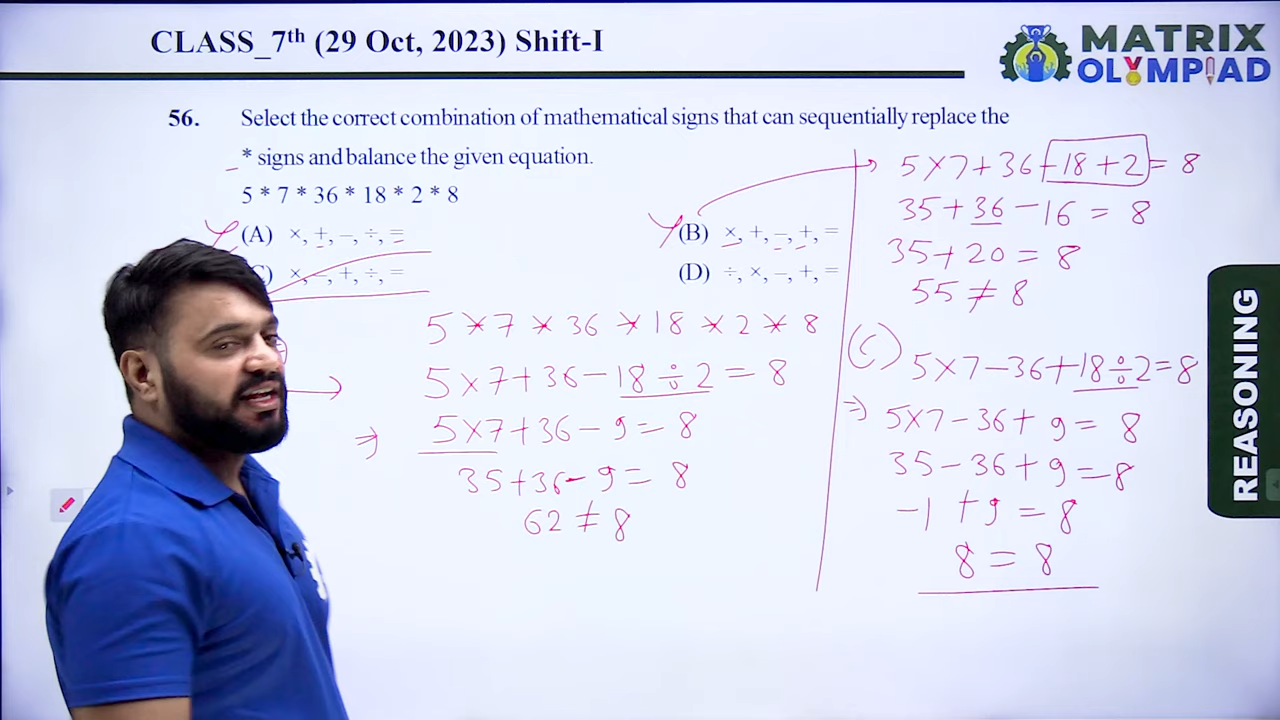 CLASS_7th (29 Oct, 2023) Shift-I
MATRIX
OLYMPIAD
56. Select the correct combination of mathematical signs that can sequentially replace the
* signs and balance the given equation.
5 * 7 * 36 * 18 * 2 * 8
(A) ×, +, –, ÷, =
(B) ×, +, –, +, =
×, –, +, ÷, =
(D) ÷, ×, –, +, =
5 * 7 * 36 * 18 * 2 * 8
5×7+36–18÷2 = 8
⇒ 5×7+36–9 = 8
35+36–9 = 8
62 ≠ 8
5×7+36–18+2 = 8
35+36–16 = 8
35+20 = 8
55 ≠ 8
(C) 5×7–36+18÷2=8
⇒ 5×7–36+9 = 8
35–36+9=8
–1+9=8
8 = 8
REASONING